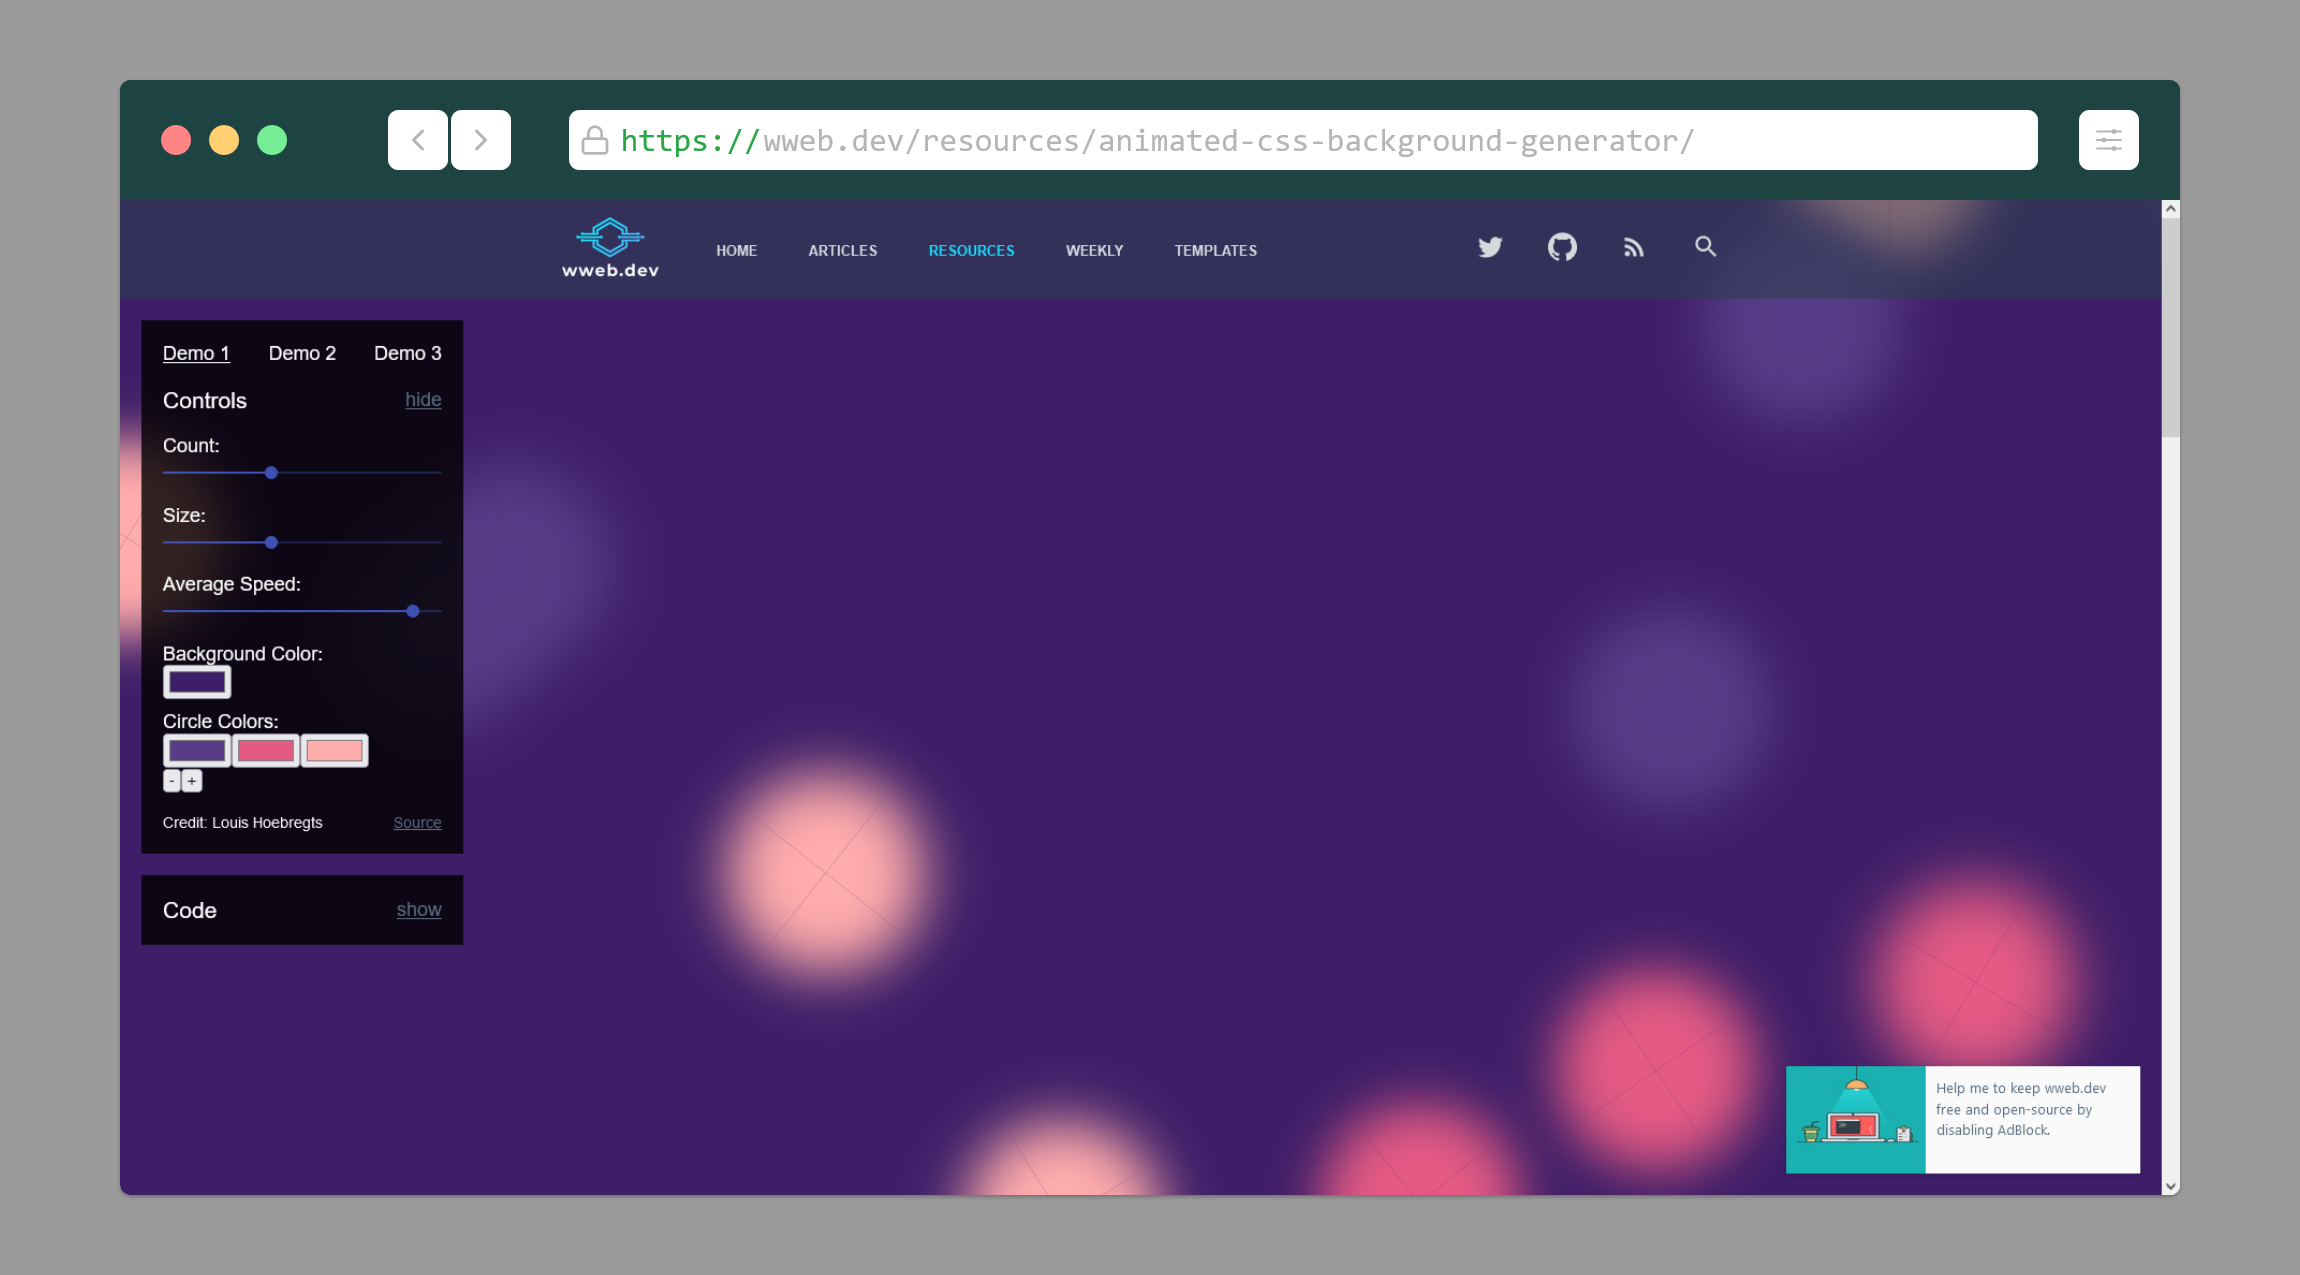 https://wweb.dev/resources/animated-css-background-generator/
wweb.dev
HOME ARTICLES RESOURCES WEEKLY TEMPLATES
Demo 1 Demo 2 Demo 3
Controls hide
Count:
Size:
Average Speed:
Background Color:
Circle Colors:
- +
Credit: Louis Hoebregts Source
Code show
Help me to keep wweb.dev
free and open-source by
disabling AdBlock.